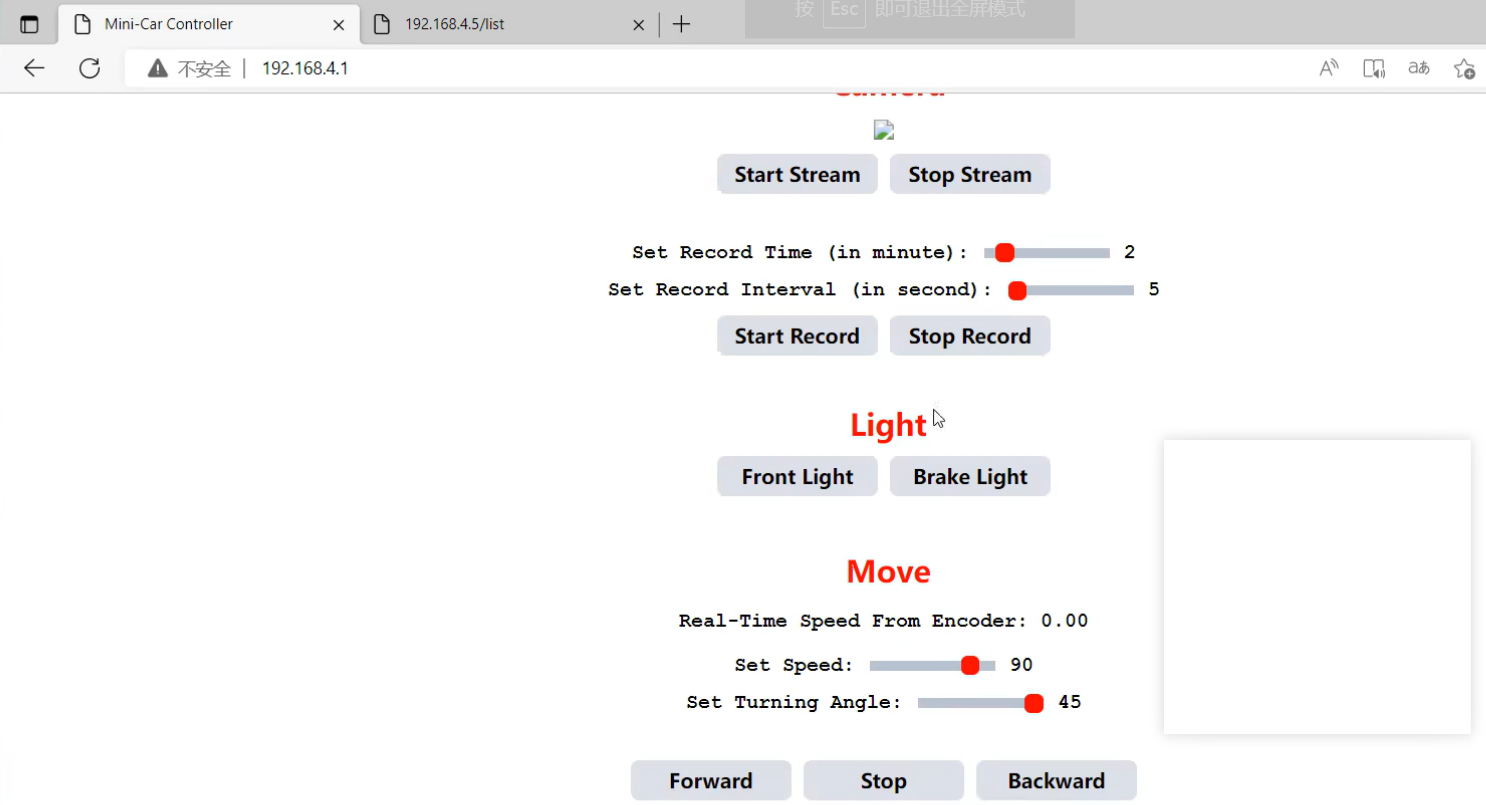 Mini-Car Controller
192.168.4.5/list
按 Esc 即可退出全屏模式
不安全 192.168.4.1
Camera
Start Stream Stop Stream
Set Record Time (in minute): 2
Set Record Interval (in second): 5
Start Record Stop Record
Light
Front Light Brake Light
Move
Real-Time Speed From Encoder: 0.00
Set Speed: 90
Set Turning Angle: 45
Forward Stop Backward